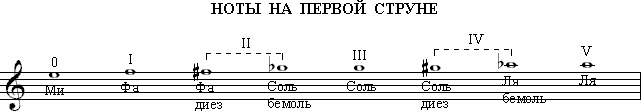 НОТЫ НА ПЕРВОЙ СТРУНЕ
0 I II III IV V
Ми Фа Фа Соль Соль Соль Ля Ля
диез бемоль диез бемоль